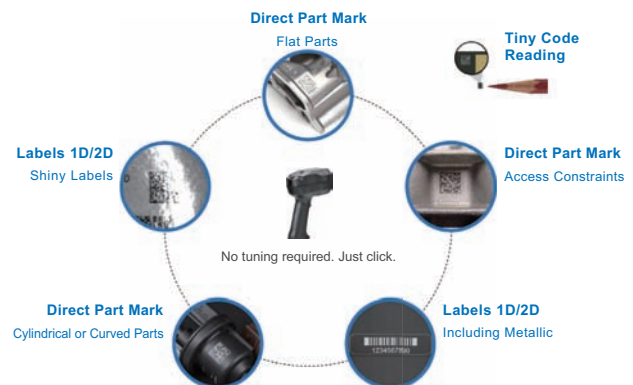 Direct Part Mark
Flat Parts
Tiny Code
Reading
Labels 1D/2D
Shiny Labels
Direct Part Mark
Access Constraints
No tuning required. Just click.
Direct Part Mark
Cylindrical or Curved Parts
Labels 1D/2D
Including Metallic
1234567890